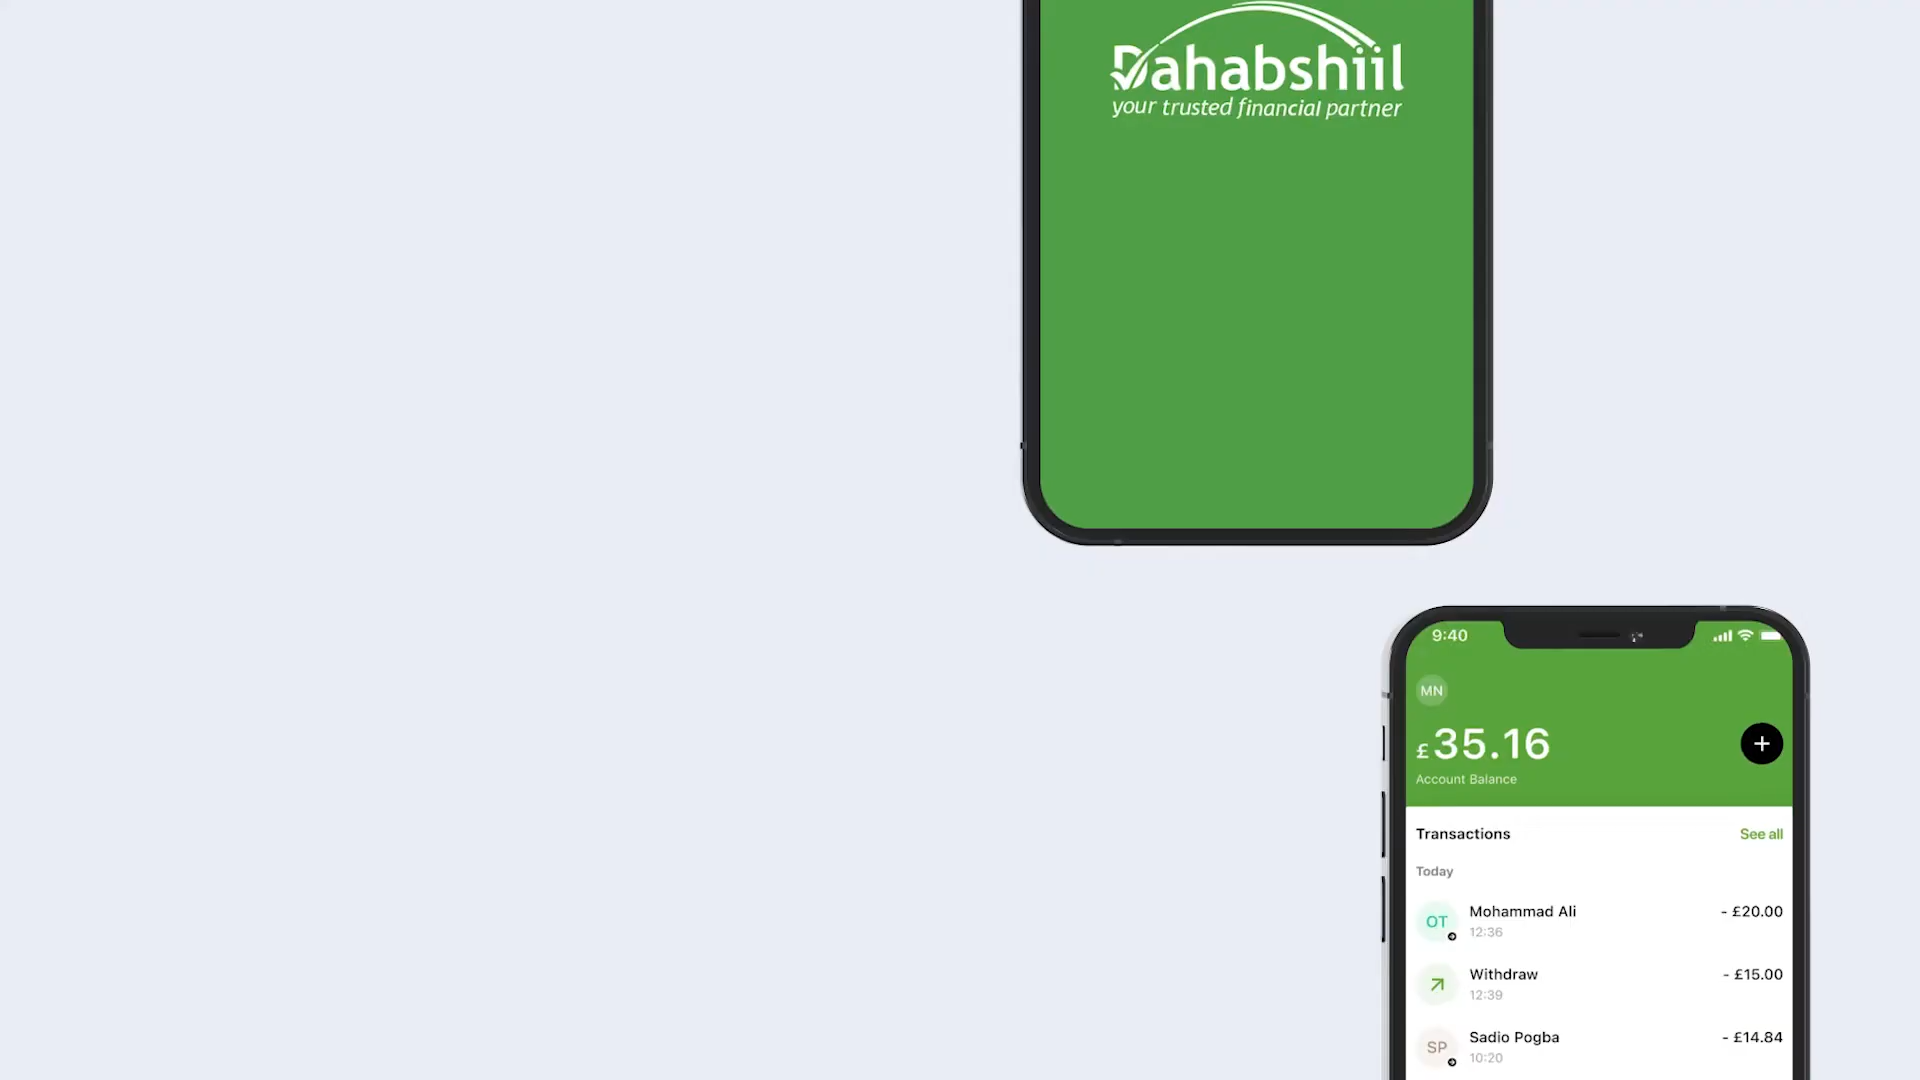 Dahabshiil
your trusted financial partner
9:40
MN
£35.16
Account Balance
Transactions See all
Today
OT Mohammad Ali - £20.00
12:36
Withdraw - £15.00
12:39
SP Sadio Pogba - £14.84
10:20